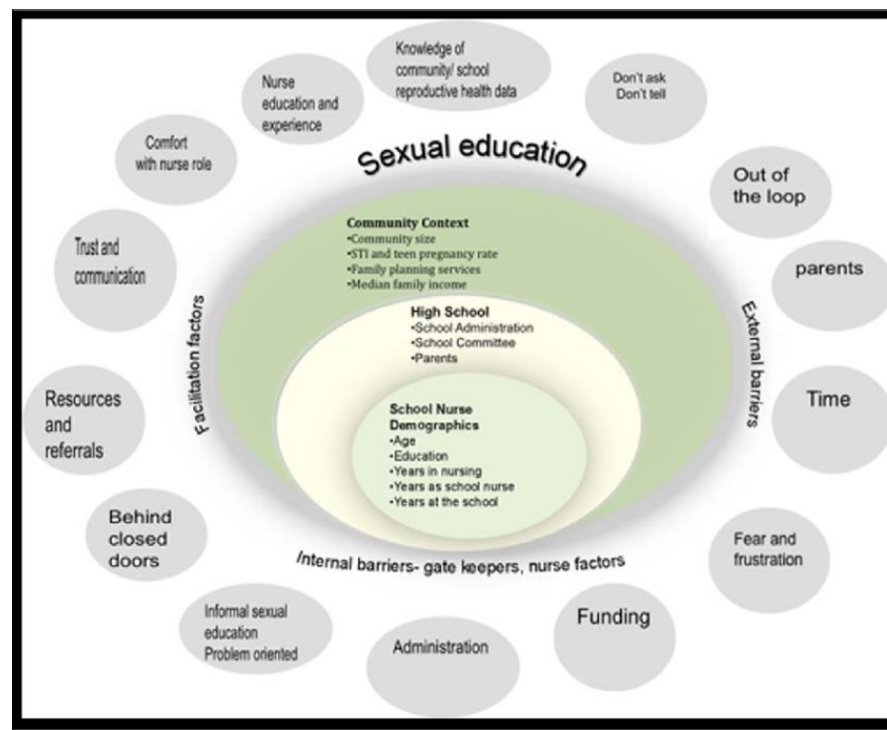 Knowledge of
community/ school
reproductive health data
Nurse
education and
experience
Don't ask
Don't tell
Comfort
with nurse role
Sexual education
Out of
the loop
Trust and
communication
parents
Resources
and
referrals
Time
Behind
closed
doors
Fear and
frustration
Informal sexual
education
Problem oriented
Administration
Funding
Facilitation factors
External barriers
Internal barriers- gate keepers, nurse factors
Community Context
•Community size
•STI and teen pregnancy rate
•Family planning services
•Median family income
High School
•School Administration
•School Committee
•Parents
School Nurse
Demographics
•Age
•Education
•Years in nursing
•Years as school nurse
•Years at the school